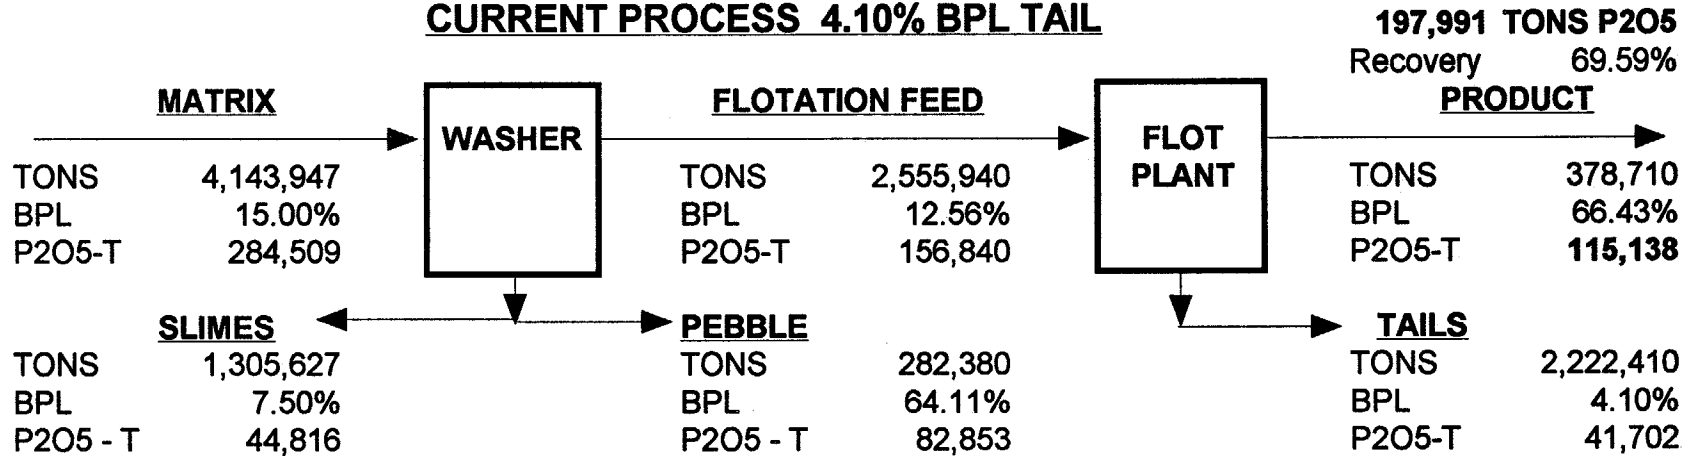 CURRENT PROCESS 4.10% BPL TAIL
197,991 TONS P2O5
Recovery 69.59%
MATRIX
TONS 4,143,947
BPL 15.00%
P2O5-T 284,509
WASHER
FLOTATION FEED
TONS 2,555,940
BPL 12.56%
P2O5-T 156,840
FLOT
PLANT
PRODUCT
TONS 378,710
BPL 66.43%
P2O5-T 115,138
SLIMES
TONS 1,305,627
BPL 7.50%
P2O5 - T 44,816
PEBBLE
TONS 282,380
BPL 64.11%
P2O5 - T 82,853
TAILS
TONS 2,222,410
BPL 4.10%
P2O5-T 41,702